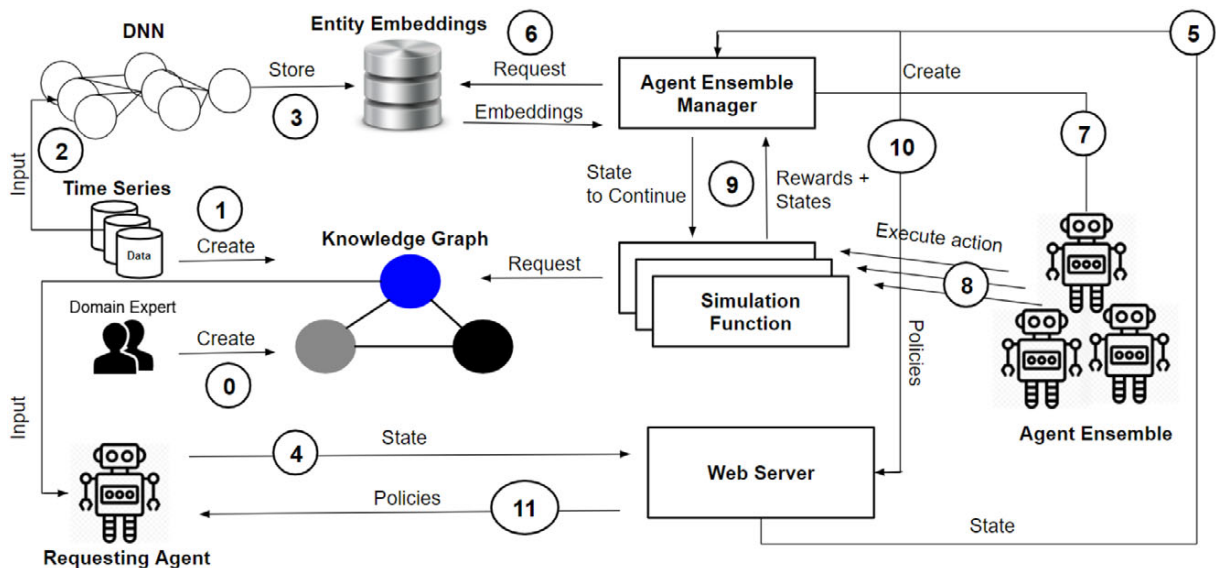 DNN
Entity Embeddings
6
5
Store
Request
Agent Ensemble
Manager
Create
3
Embeddings
2
Input
10
7
Time Series
1
State
to Continue
9
Rewards +
States
Data
Create
Knowledge Graph
Request
Execute action
8
Simulation
Function
Domain Expert
Create
0
Policies
Input
Agent Ensemble
4
State
Web Server
Policies
11
State
Requesting Agent